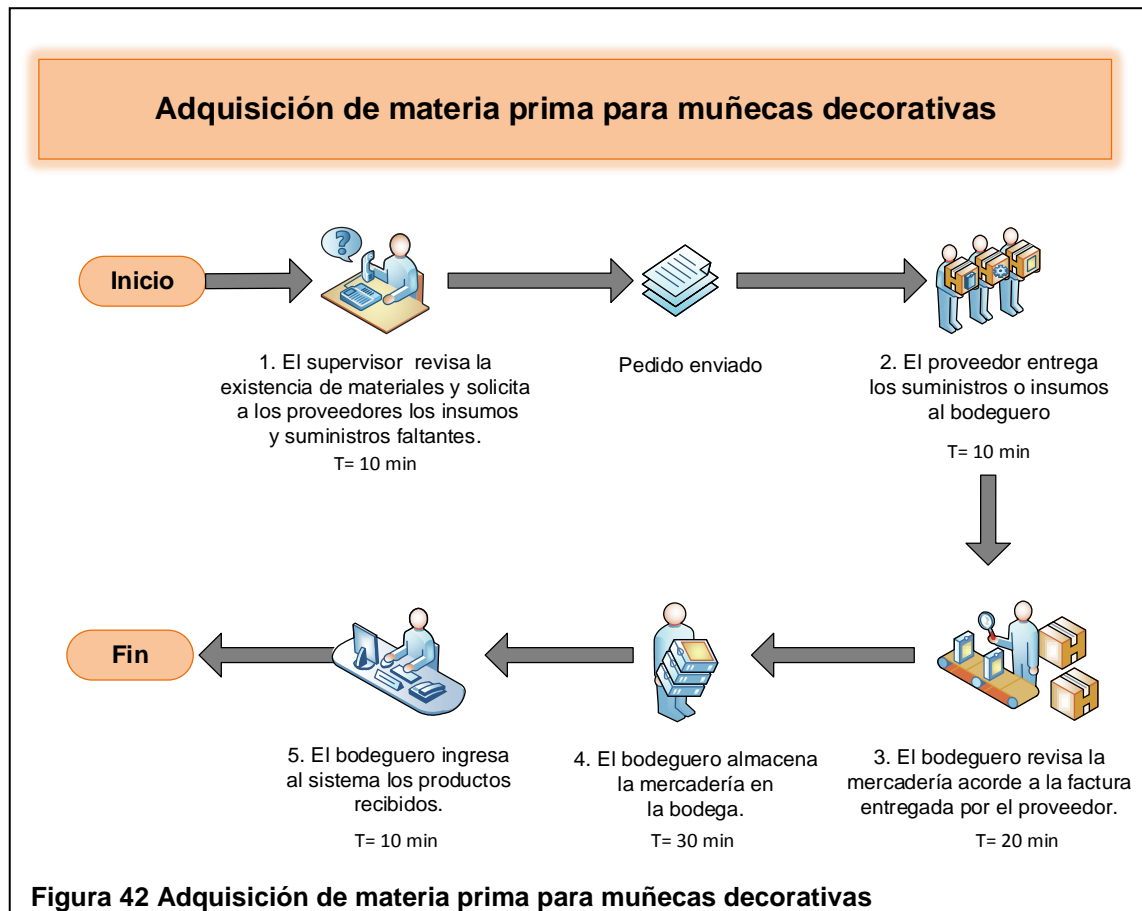 Adquisición de materia prima para muñecas decorativas
Inicio
1. El supervisor revisa la
existencia de materiales y solicita
a los proveedores los insumos
y suministros faltantes.
T= 10 min
Pedido enviado
2. El proveedor entrega
los suministros o insumos
al bodeguero
T= 10 min
3. El bodeguero revisa la
mercadería acorde a la factura
entregada por el proveedor.
T= 20 min
4. El bodeguero almacena
la mercadería en
la bodega.
T= 30 min
5. El bodeguero ingresa
al sistema los productos
recibidos.
T= 10 min
Fin
Figura 42 Adquisición de materia prima para muñecas decorativas